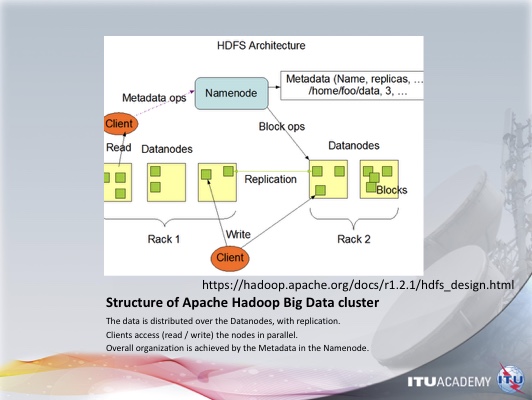 HDFS Architecture
Metadata (Name, replicas, ...
/home/foo/data, 3, ...
Namenode
Metadata ops
Client
Block ops
Read
Datanodes
Datanodes
Replication
Blocks
Rack 1
Write
Rack 2
Client
https://hadoop.apache.org/docs/r1.2.1/hdfs_design.html
Structure of Apache Hadoop Big Data cluster
The data is distributed over the Datanodes, with replication.
Clients access (read / write) the nodes in parallel.
Overall organization is achieved by the Metadata in the Namenode.
ITUACADEMY
ITU